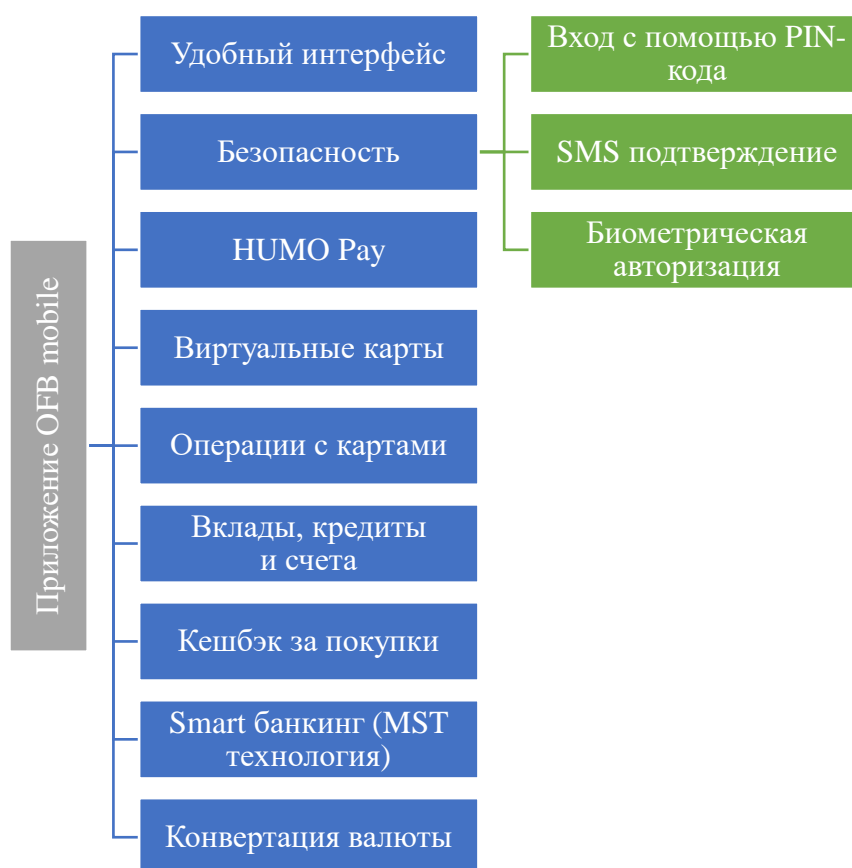 Приложение OFB mobile
Удобный интерфейс
Безопасность
HUMO Pay
Виртуальные карты
Операции с картами
Вклады, кредиты
и счета
Кешбэк за покупки
Smart банкинг (MST
технология)
Конвертация валюты
Вход с помощью PIN-
кода
SMS подтверждение
Биометрическая
авторизация